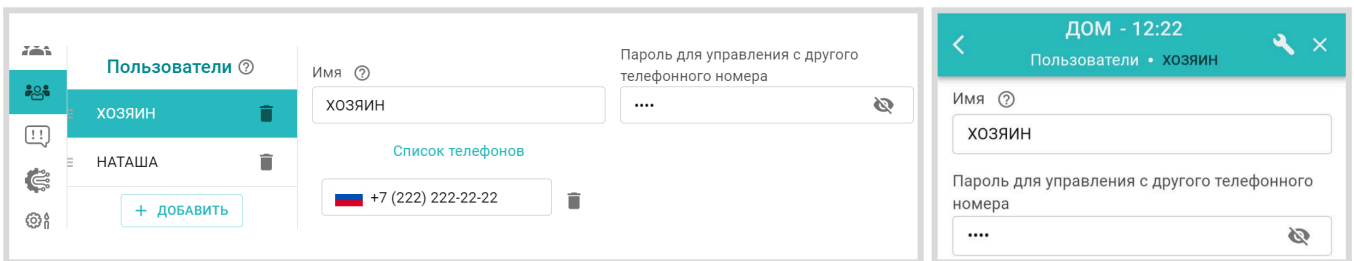 Пользователи
ХОЗЯИН
НАТАША
+ ДОБАВИТЬ
Имя
ХОЗЯИН
Пароль для управления с другого
телефонного номера
••••
Список телефонов
+7 (222) 222-22-22
ДОМ - 12:22
Пользователи • ХОЗЯИН
Имя
ХОЗЯИН
Пароль для управления с другого телефонного
номера
••••